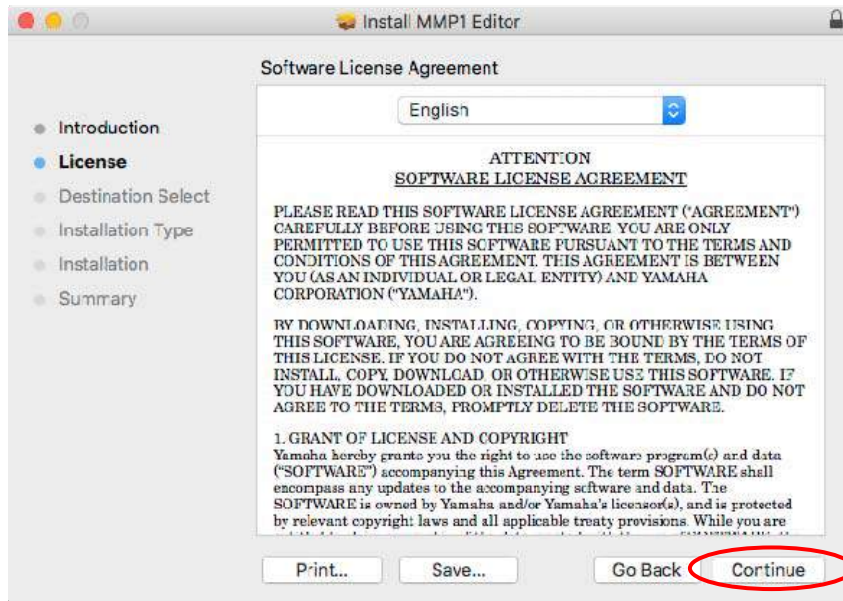 Install MMP1 Editor
Software License Agreement
Introduction
License
Destination Select
Installation Type
Installation
Summary
English
ATTENTION
SOFTWARE LICENSE AGREEMENT
PLEASE READ THIS SOFTWARE LICENSE AGREEMENT ("AGREEMENT")
CAREFULLY BEFORE USING THIS SOFTWARE. YOU ARE ONLY
PERMITTED TO USE THIS SOFTWARE PURSUANT TO THE TERMS AND
CONDITIONS OF THIS AGREEMENT. THIS AGREEMENT IS BETWEEN
YOU (AS AN INDIVIDUAL OR LEGAL ENTITY) AND YAMAHA
CORPORATION ("YAMAHA").
BY DOWNLOADING, INSTALLING, COPYING, OR OTHERWISE USING
THIS SOFTWARE, YOU ARE AGREEING TO BE BOUND BY THE TERMS OF
THIS LICENSE. IF YOU DO NOT AGREE WITH THE TERMS, DO NOT
INSTALL, COPY, DOWNLOAD, OR OTHERWISE USE THIS SOFTWARE. IF
YOU HAVE DOWNLOADED OR INSTALLED THE SOFTWARE AND DO NOT
AGREE TO THE TERMS, PROMPTLY DELETE THE SOFTWARE.
1. GRANT OF LICENSE AND COPYRIGHT
Yamaha hereby grants you the right to use the software program(s) and data
("SOFTWARE") accompanying this Agreement. The term SOFTWARE shall
encompass any updates to the accompanying software and data. The
SOFTWARE is owned by Yamaha and/or Yamaha's licensor(s), and is protected
by relevant copyright laws and all applicable treaty provisions. While you are
Print...
Save...
Go Back
Continue